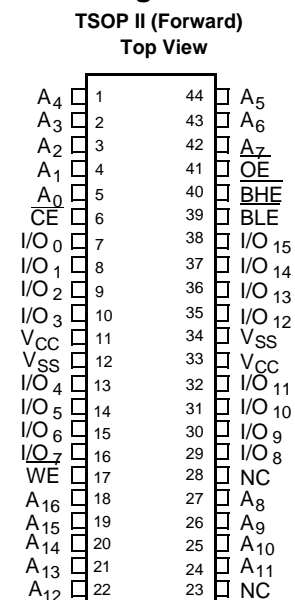 TSOP II (Forward)
Top View
A4 1 44 A5
A3 2 43 A6
A2 3 42 A7
A1 4 41 OE
A0 5 40 BHE
CE 6 39 BLE
I/O0 7 38 I/O15
I/O1 8 37 I/O14
I/O2 9 36 I/O13
I/O3 10 35 I/O12
VCC 11 34 VSS
VSS 12 33 VCC
I/O4 13 32 I/O11
I/O5 14 31 I/O10
I/O6 15 30 I/O9
I/O7 16 29 I/O8
WE 17 28 NC
A16 18 27 A8
A15 19 26 A9
A14 20 25 A10
A13 21 24 A11
A12 22 23 NC